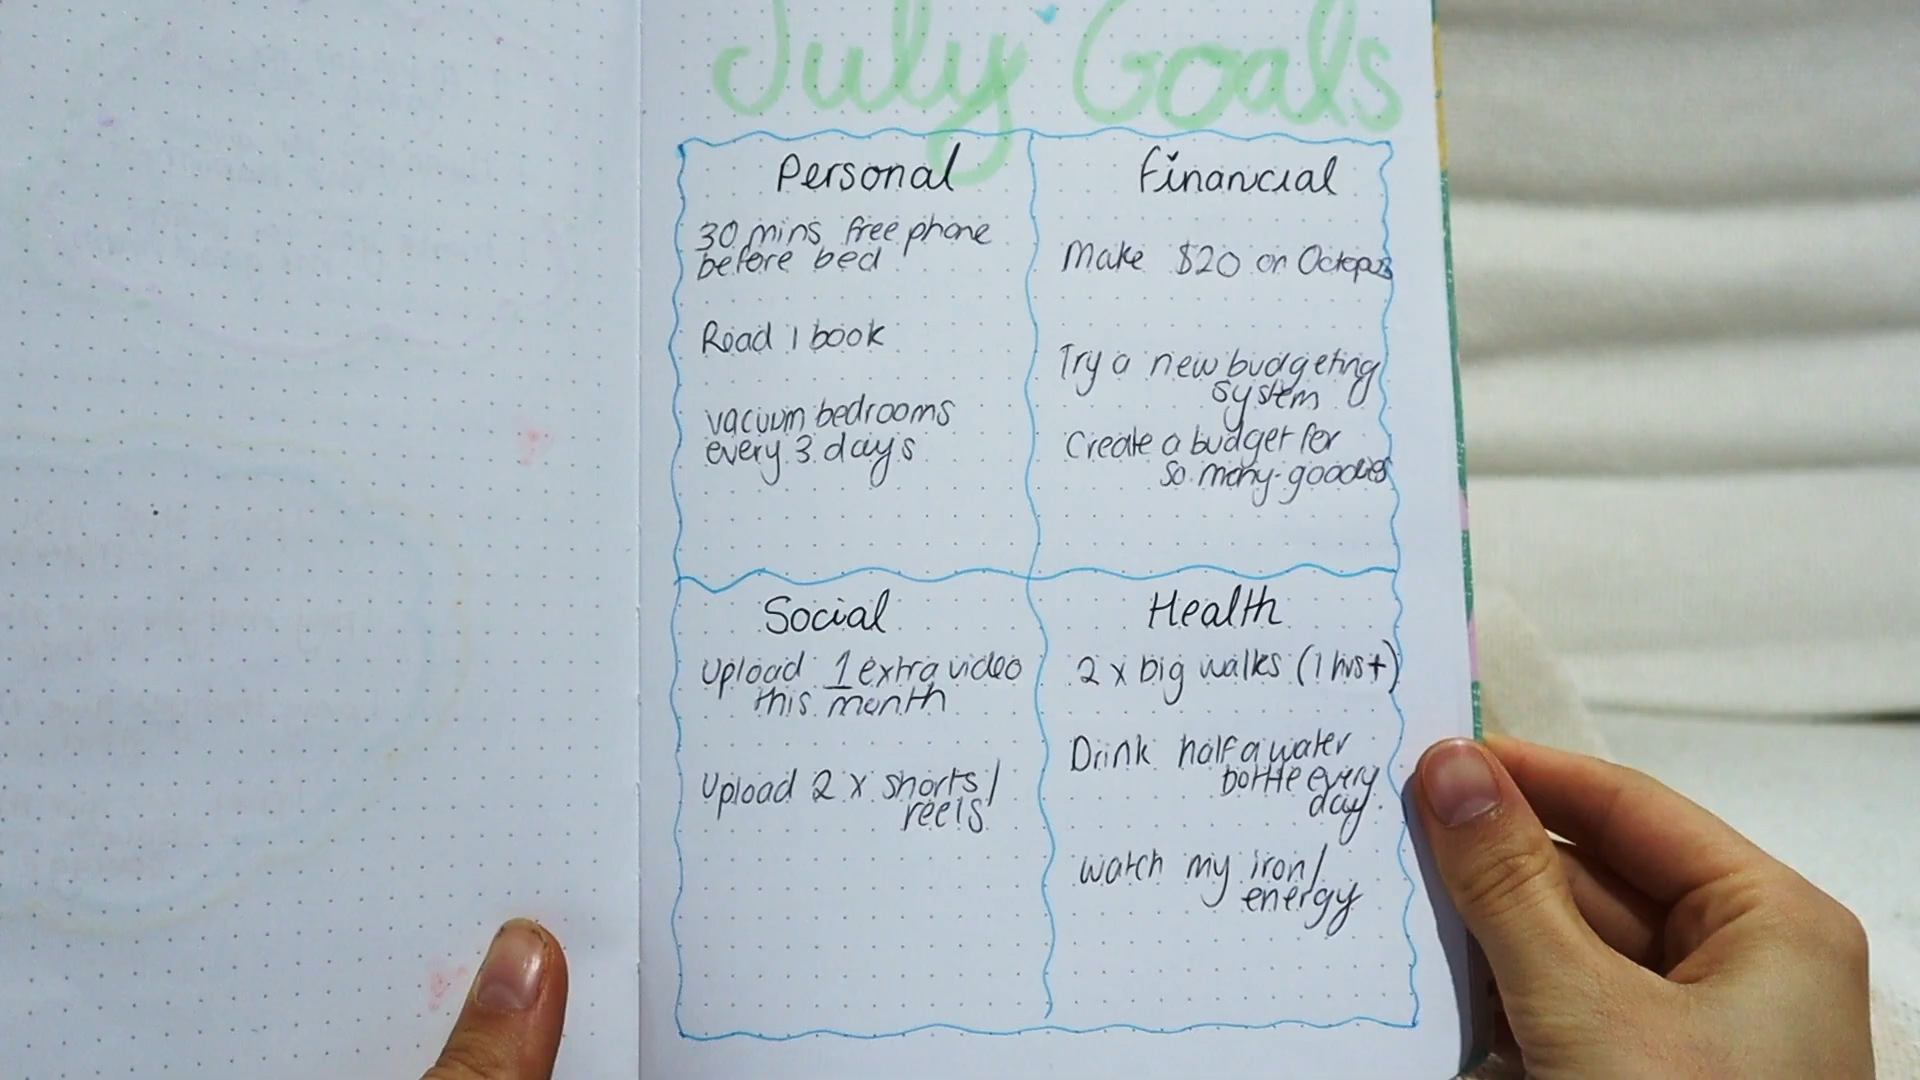 July Goals
Personal
30 mins free phone
before bed
Read 1 book
vacuum bedrooms
every 3 days
Financial
Make $20 on Octopus
Try a new budgeting
system
Create a budget for
so many goodies
Social
Upload 1 extra video
this month
Upload 2 x shorts/
reels
Health
2 x big walks (1 hrs+)
Drink half a water
bottle every
day
watch my iron/
energy